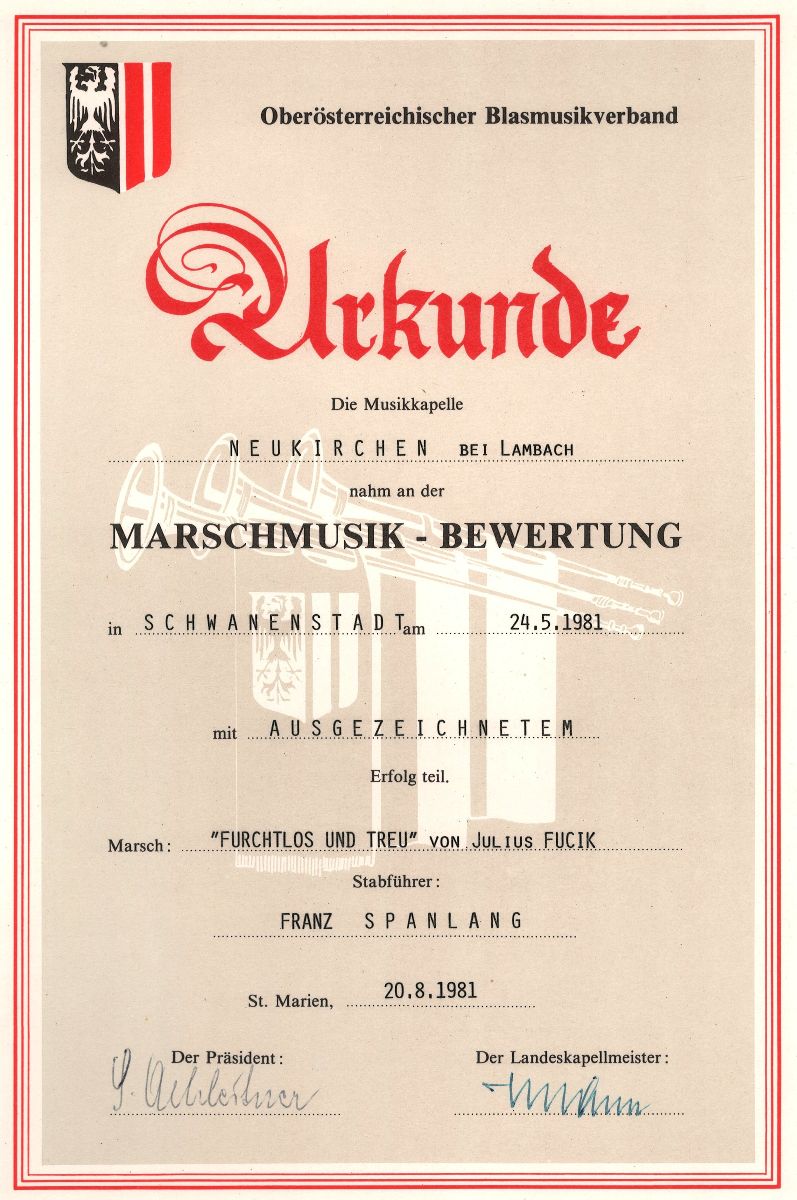 Oberösterreichischer Blasmusikverband
Urkunde
Die Musikkapelle
NEUKIRCHEN BEI LAMBACH
nahm an der
MARSCHMUSIK - BEWERTUNG
in SCHWANENSTADT am 24.5.1981
mit AUSGEZEICHNETEM
Erfolg teil.
Marsch: "FURCHTLOS UND TREU" VON JULIUS FUCIK
Stabführer:
FRANZ SPANLANG
St. Marien, 20.8.1981
Der Präsident: Der Landeskapellmeister: